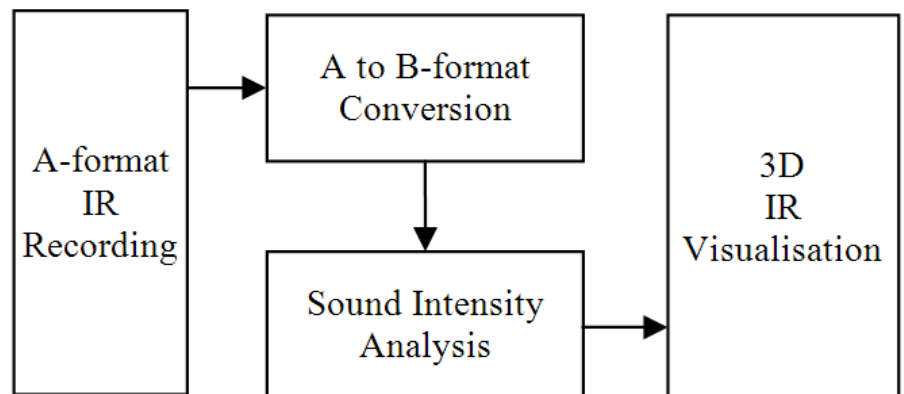 A-format
IR
Recording
A to B-format
Conversion
Sound Intensity
Analysis
3D
IR
Visualisation